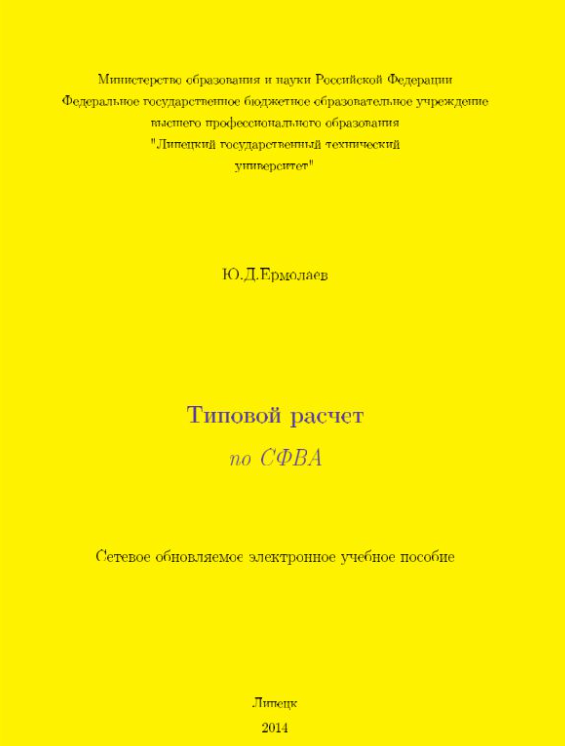 Министерство образования и науки Российской Федерации
Федеральное государственное бюджетное образовательное учреждение
высшего профессионального образования
"Липецкий государственный технический
университет"
Ю.Д.Ермолаев
Типовой расчет
по СФВА
Сетевое обновляемое электронное учебное пособие
Липецк
2014